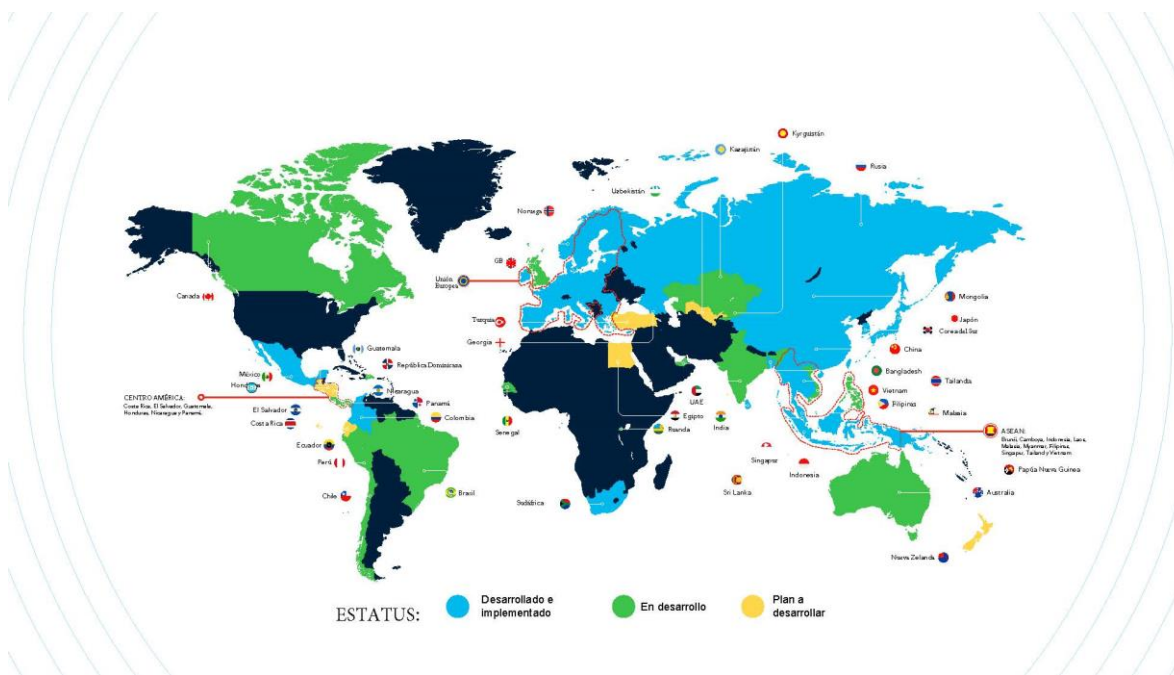 Kyrguistán
Kazajistán
Rusia
Uzbekistán
Noruega
GB
Unión
Europea
Canada
Turquía
Mongolia
Georgia
Japón
Corea del Sur
Guatemala
China
República Dominicana
México
Bangladesh
Honduras
Nicaragua
Tailandia
Vietnam
CENTRO AMÉRICA:
Costa Rica, El Salvador, Guatemala,
Honduras, Nicaragua y Panamá.
Panamá
UAE
Filipinas
El Salvador
Colombia
Egipto
India
Malasia
Costa Rica
Senegal
Ruanda
ASEAN:
Brunéi, Camboya, Indonesia, Laos,
Malasia, Myanmar, Filipinas,
Singapur, Tailand y Vietnam
Ecuador
Singapur
Perú
Indonesia
Papúa Nueva Guinea
Sri Lanka
Chile
Brasil
Sudáfrica
Australia
Nueva Zelanda
ESTATUS:
Desarrollado e
implementado
En desarrollo
Plan a
desarrollar